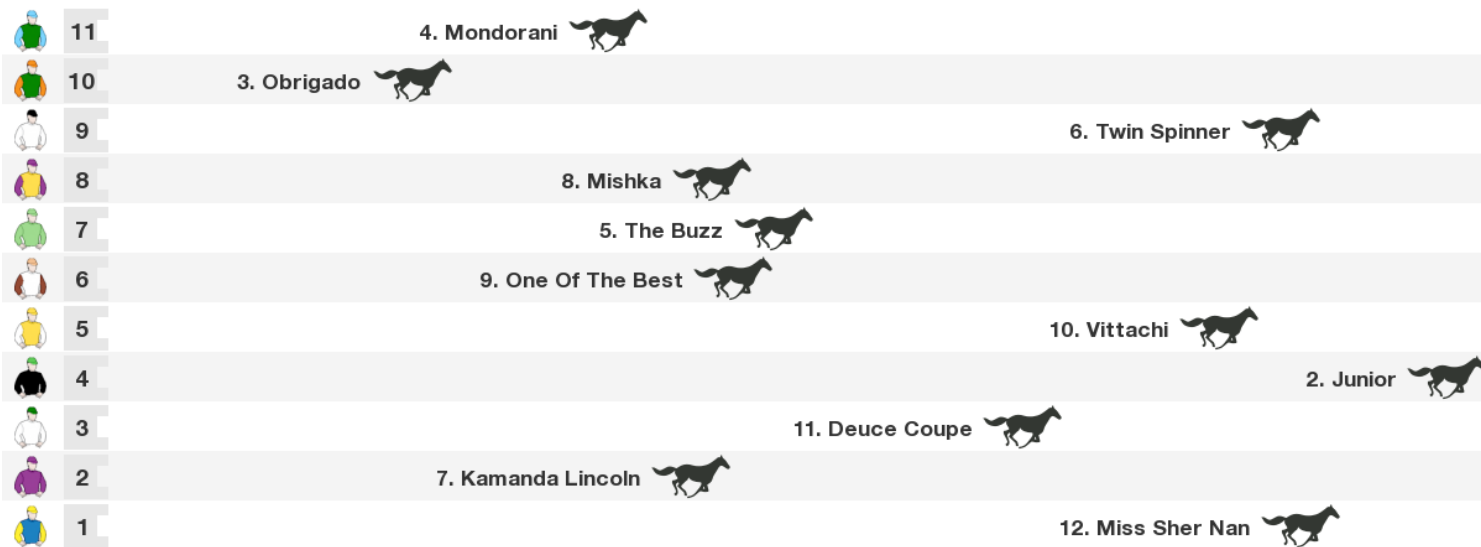 11 4. Mondorani
10 3. Obrigado
9 6. Twin Spinner
8 8. Mishka
7 5. The Buzz
6 9. One Of The Best
5 10. Vittachi
4 2. Junior
3 11. Deuce Coupe
2 7. Kamanda Lincoln
1 12. Miss Sher Nan